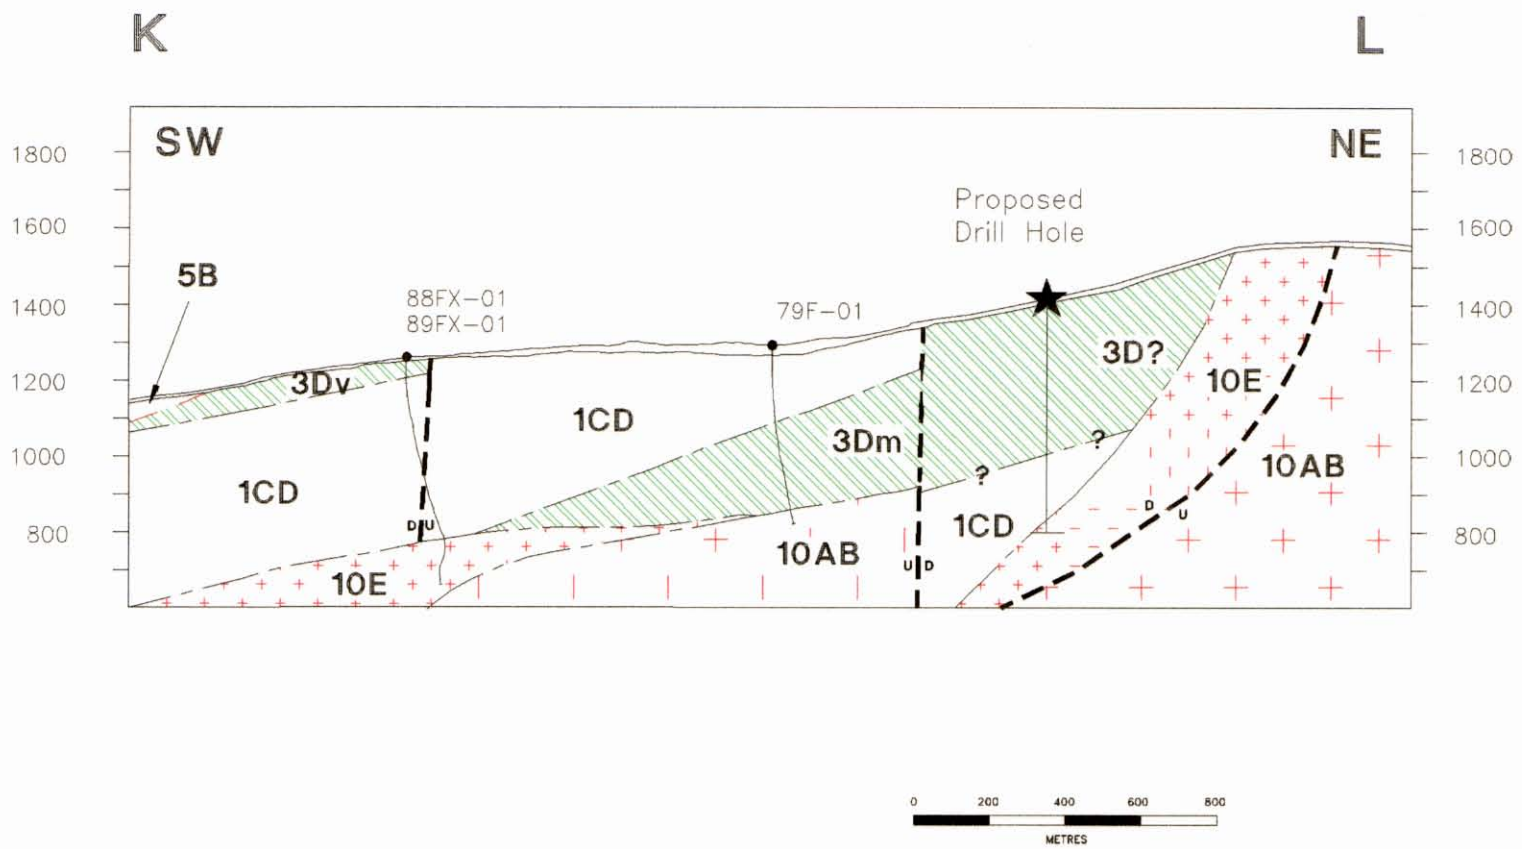 K
L
SW
NE
1800
1600
1400
1200
1000
800
1800
1600
1400
1200
1000
800
Proposed
Drill Hole
5B
88FX-01
89FX-01
79F-01
3Dv
3D?
10E
1CD
3Dm
?
?
10AB
1CD
D U
1CD
D
U
10AB
U D
10E
0 200 400 600 800
METRES